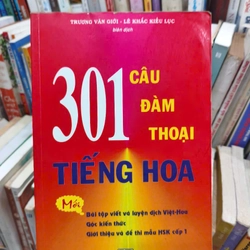 TRƯƠNG VĂN GIỚI - LÊ KHẮC KIỀU LỤC
biên dịch
301 CÂU
ĐÀM
THOẠI
TIẾNG HOA
Mới
Bài tập viết và luyện dịch Việt-Hoa
Góc kiến thức
Giới thiệu và đề thi mẫu HSK cấp 1